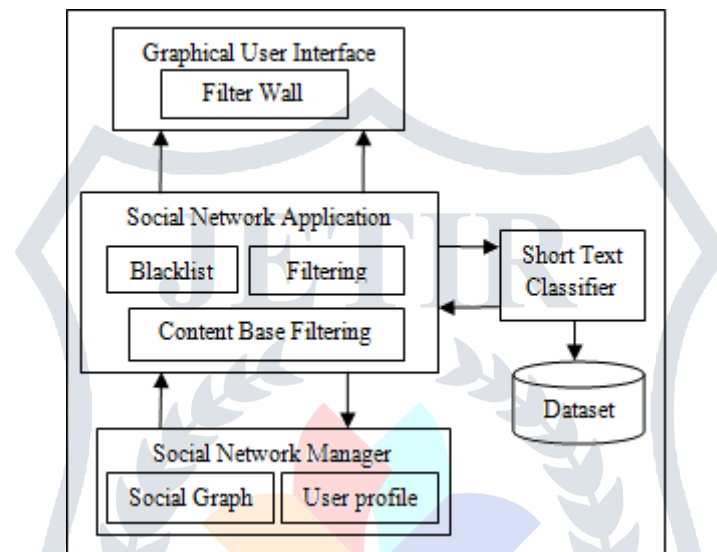 Graphical User Interface
Filter Wall
Social Network Application
Blacklist
Filtering
Content Base Filtering
Short Text
Classifier
Dataset
Social Network Manager
Social Graph
User profile
JETIR